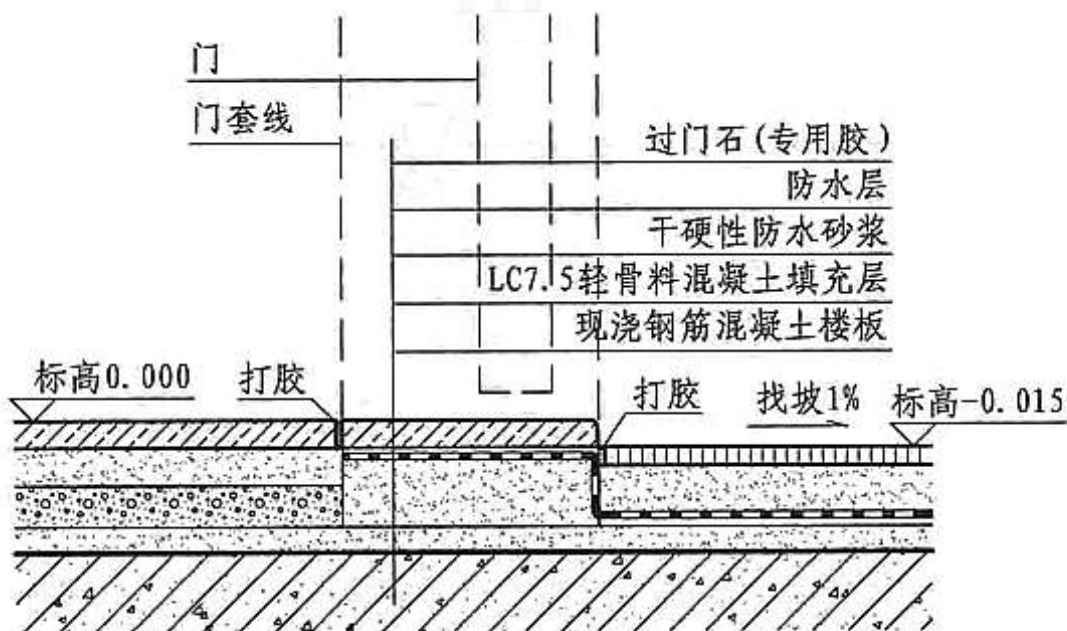 门
门套线
过门石(专用胶)
防水层
干硬性防水砂浆
LC7.5轻骨料混凝土填充层
现浇钢筋混凝土楼板
标高0.000
打胶
打胶
找坡1%
标高-0.015